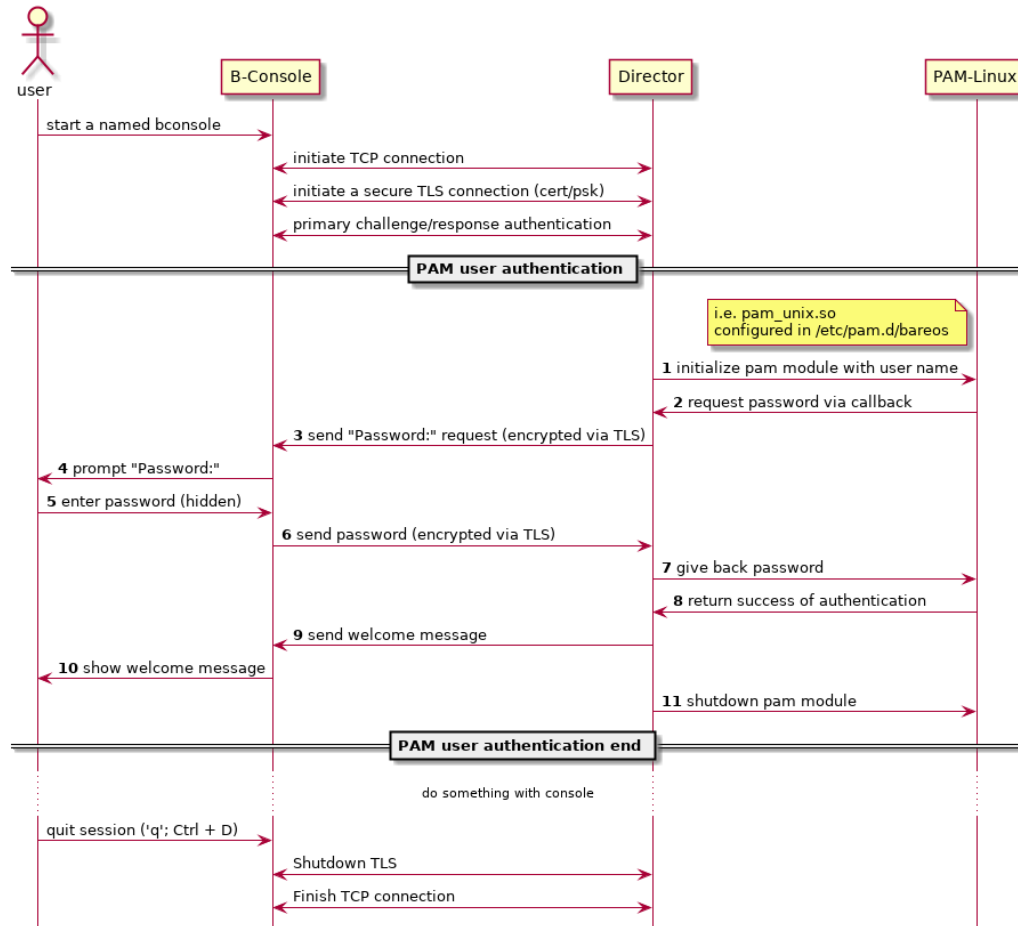 user
B-Console
Director
PAM-Linux
start a named bconsole
initiate TCP connection
initiate a secure TLS connection (cert/psk)
primary challenge/response authentication
PAM user authentication
i.e. pam_unix.so
configured in /etc/pam.d/bareos
1 initialize pam module with user name
2 request password via callback
3 send "Password:" request (encrypted via TLS)
4 prompt "Password:"
5 enter password (hidden)
6 send password (encrypted via TLS)
7 give back password
8 return success of authentication
9 send welcome message
10 show welcome message
11 shutdown pam module
PAM user authentication end
do something with console
quit session ('q'; Ctrl + D)
Shutdown TLS
Finish TCP connection